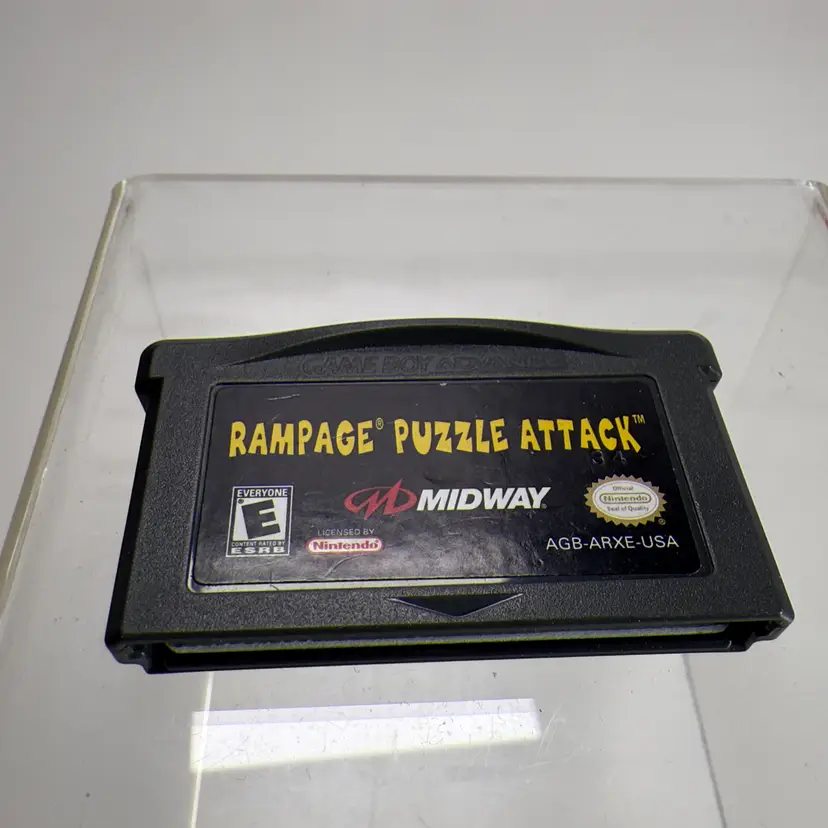 GAME BOY ADVANCE
RAMPAGE® PUZZLE ATTACK™
34
EVERYONE
E
CONTENT RATED BY
ESRB
LICENSED BY
Nintendo
MIDWAY
Official
Nintendo
Seal of Quality
AGB-ARXE-USA